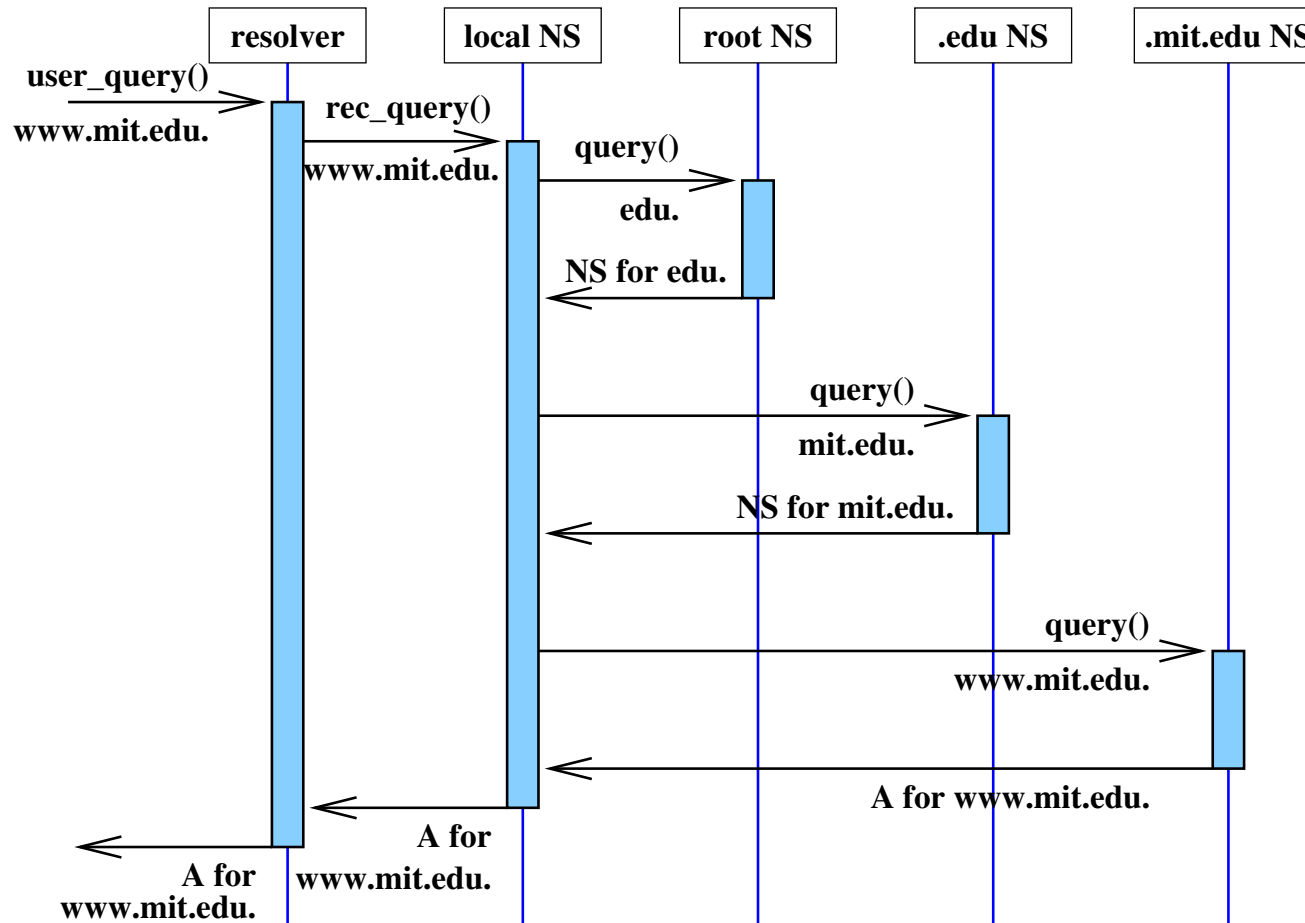 resolver
local NS
root NS
.edu NS
.mit.edu NS
user_query()
www.mit.edu.
rec_query()
www.mit.edu.
query()
edu.
NS for edu.
query()
mit.edu.
NS for mit.edu.
query()
www.mit.edu.
A for www.mit.edu.
A for
www.mit.edu.
A for
www.mit.edu.